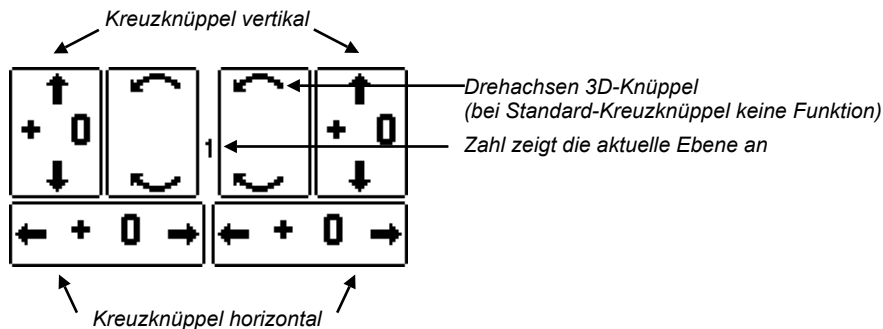 Kreuzknüppel vertikal
Drehachsen 3D-Knüppel
(bei Standard-Kreuzknüppel keine Funktion)
+ 0
+ 0
1
Zahl zeigt die aktuelle Ebene an
+ 0
+ 0
Kreuzknüppel horizontal